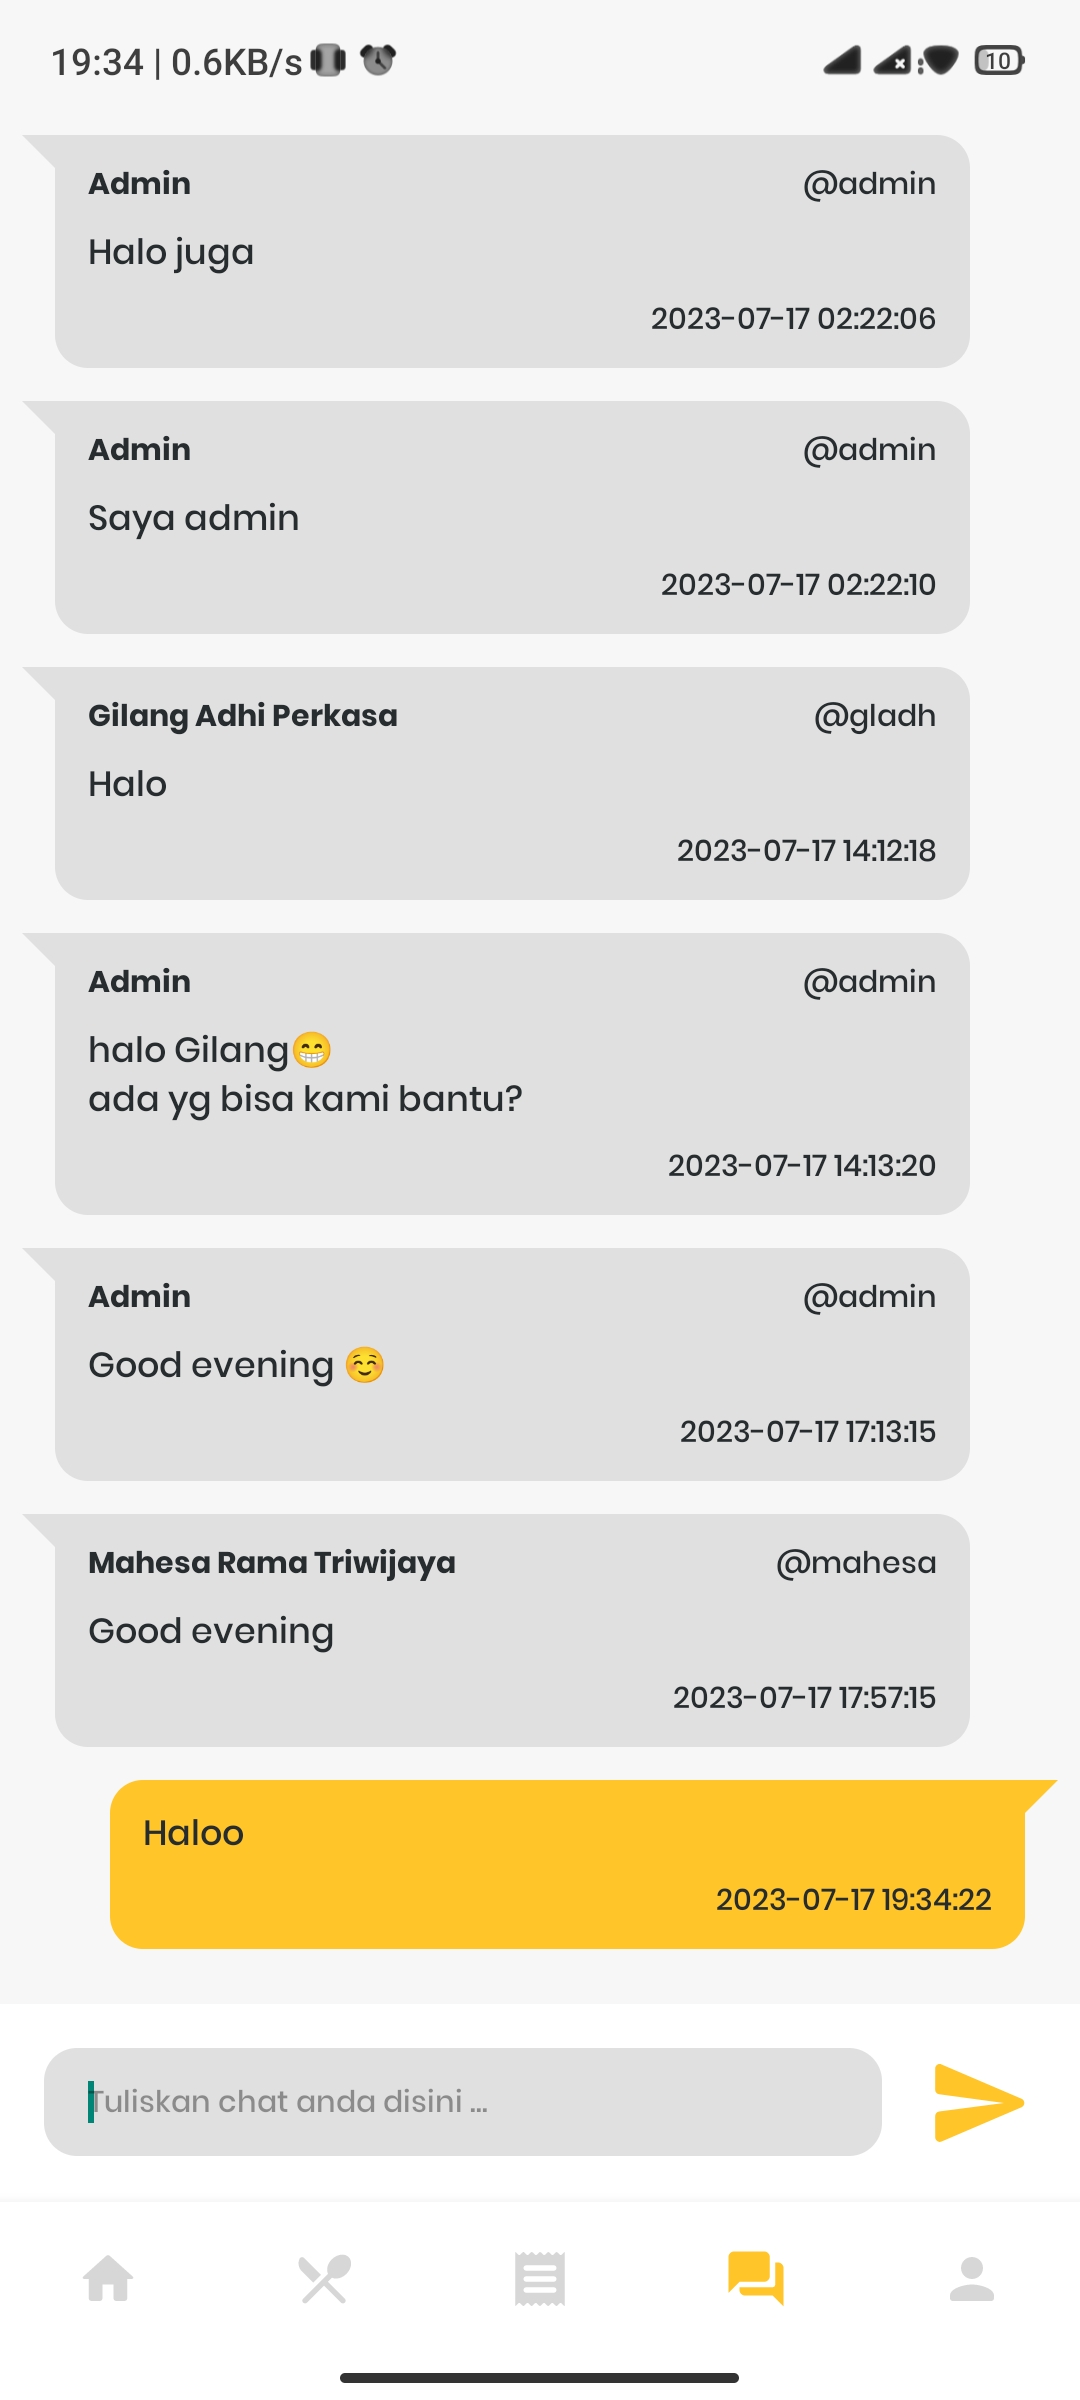 19:34 | 0.6KB/s
10
Admin @admin
Halo juga
2023-07-17 02:22:06
Admin @admin
Saya admin
2023-07-17 02:22:10
Gilang Adhi Perkasa @gladh
Halo
2023-07-17 14:12:18
Admin @admin
halo Gilang😁
ada yg bisa kami bantu?
2023-07-17 14:13:20
Admin @admin
Good evening ☺️
2023-07-17 17:13:15
Mahesa Rama Triwijaya @mahesa
Good evening
2023-07-17 17:57:15
Haloo
2023-07-17 19:34:22
Tuliskan chat anda disini ...